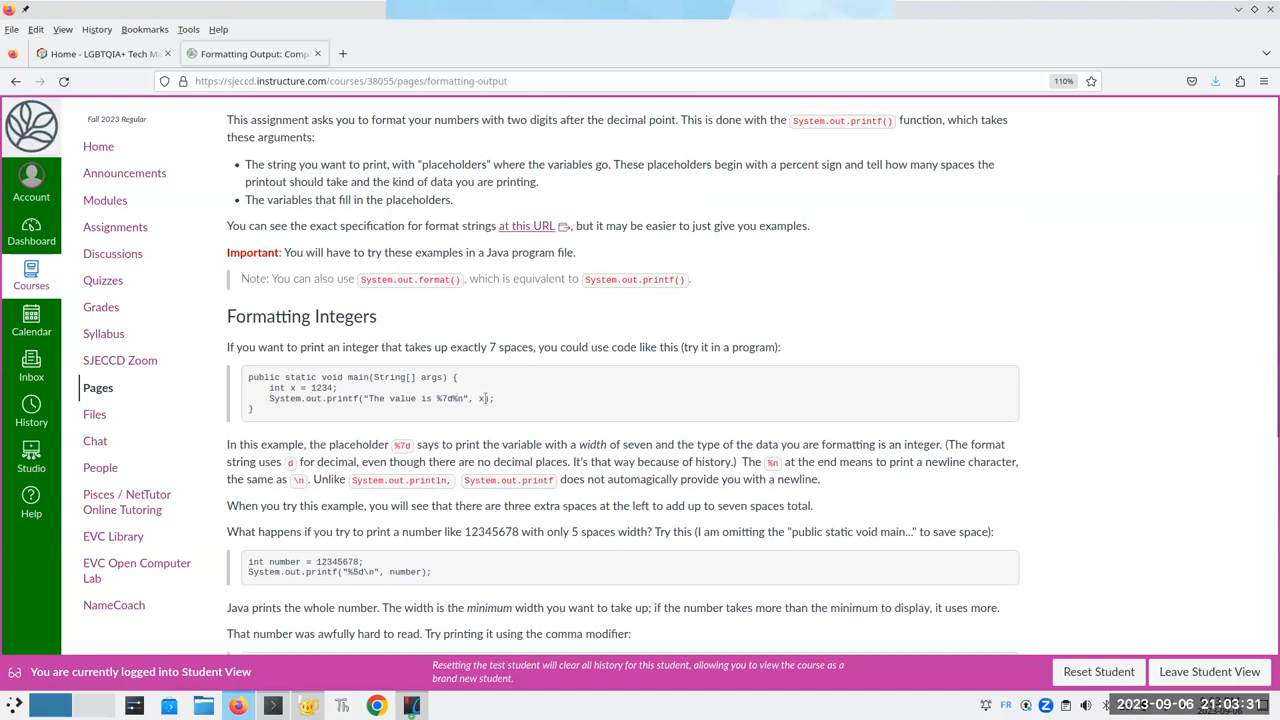 File Edit View History Bookmarks Tools Help
Home - LGBTQIA+ Tech Ma
Formatting Output: Comp
https://sjeccd.instructure.com/courses/38055/pages/formatting-output
110%
Account
Dashboard
Courses
Calendar
Inbox
History
Studio
Help
Fall 2023 Regular
Home
Announcements
Modules
Assignments
Discussions
Quizzes
Grades
Syllabus
SJECCD Zoom
Pages
Files
Chat
People
Pisces / NetTutor
Online Tutoring
EVC Library
EVC Open Computer
Lab
NameCoach
This assignment asks you to format your numbers with two digits after the decimal point. This is done with the System.out.printf() function, which takes
these arguments:
• The string you want to print, with “placeholders” where the variables go. These placeholders begin with a percent sign and tell how many spaces the
printout should take and the kind of data you are printing.
• The variables that fill in the placeholders.
You can see the exact specification for format strings at this URL, but it may be easier to just give you examples.
Important: You will have to try these examples in a Java program file.
Note: You can also use System.out.format(), which is equivalent to System.out.printf().
Formatting Integers
If you want to print an integer that takes up exactly 7 spaces, you could use code like this (try it in a program):
public static void main(String[] args) {
int x = 1234;
System.out.printf("The value is %7d%n", x);
}
In this example, the placeholder %7d says to print the variable with a width of seven and the type of the data you are formatting is an integer. (The format
string uses d for decimal, even though there are no decimal places. It’s that way because of history.) The %n at the end means to print a newline character,
the same as \n. Unlike System.out.println, System.out.printf does not automagically provide you with a newline.
When you try this example, you will see that there are three extra spaces at the left to add up to seven spaces total.
What happens if you try to print a number like 12345678 with only 5 spaces width? Try this (I am omitting the "public static void main..." to save space):
int number = 12345678;
System.out.printf("%5d\n", number);
Java prints the whole number. The width is the minimum width you want to take up; if the number takes more than the minimum to display, it uses more.
That number was awfully hard to read. Try printing it using the comma modifier:
You are currently logged into Student View
Resetting the test student will clear all history for this student, allowing you to view the course as a
brand new student.
Reset Student
Leave Student View
Th
FR
2023-09-06 21:03:31